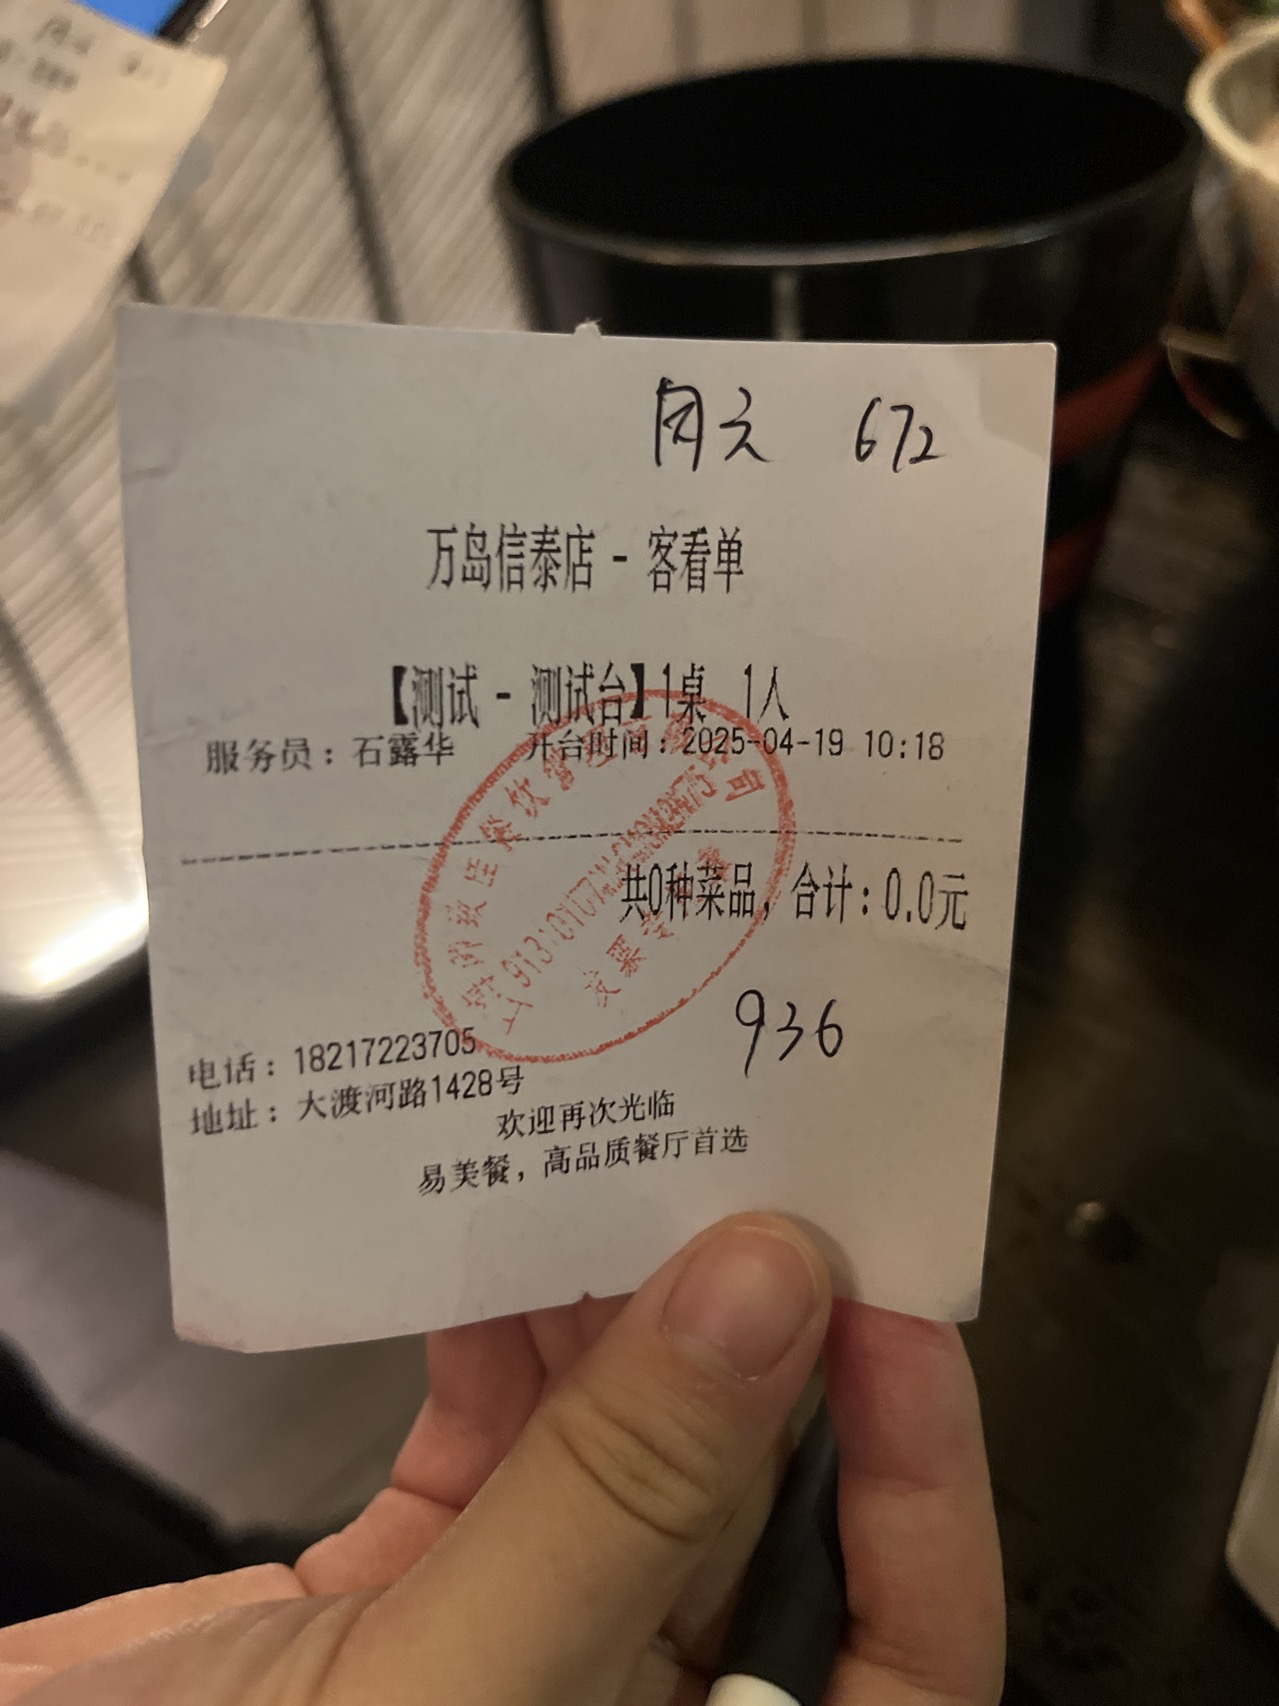 672
万岛信泰店 - 客看单
【测试 - 测试台】1桌 1人
服务员：石露华 开台时间：2025-04-19 10:18
共0种菜品，合计：0.0元
发票专
936
电话：18217223705
地址：大渡河路1428号
欢迎再次光临
易美餐，高品质餐厅首选